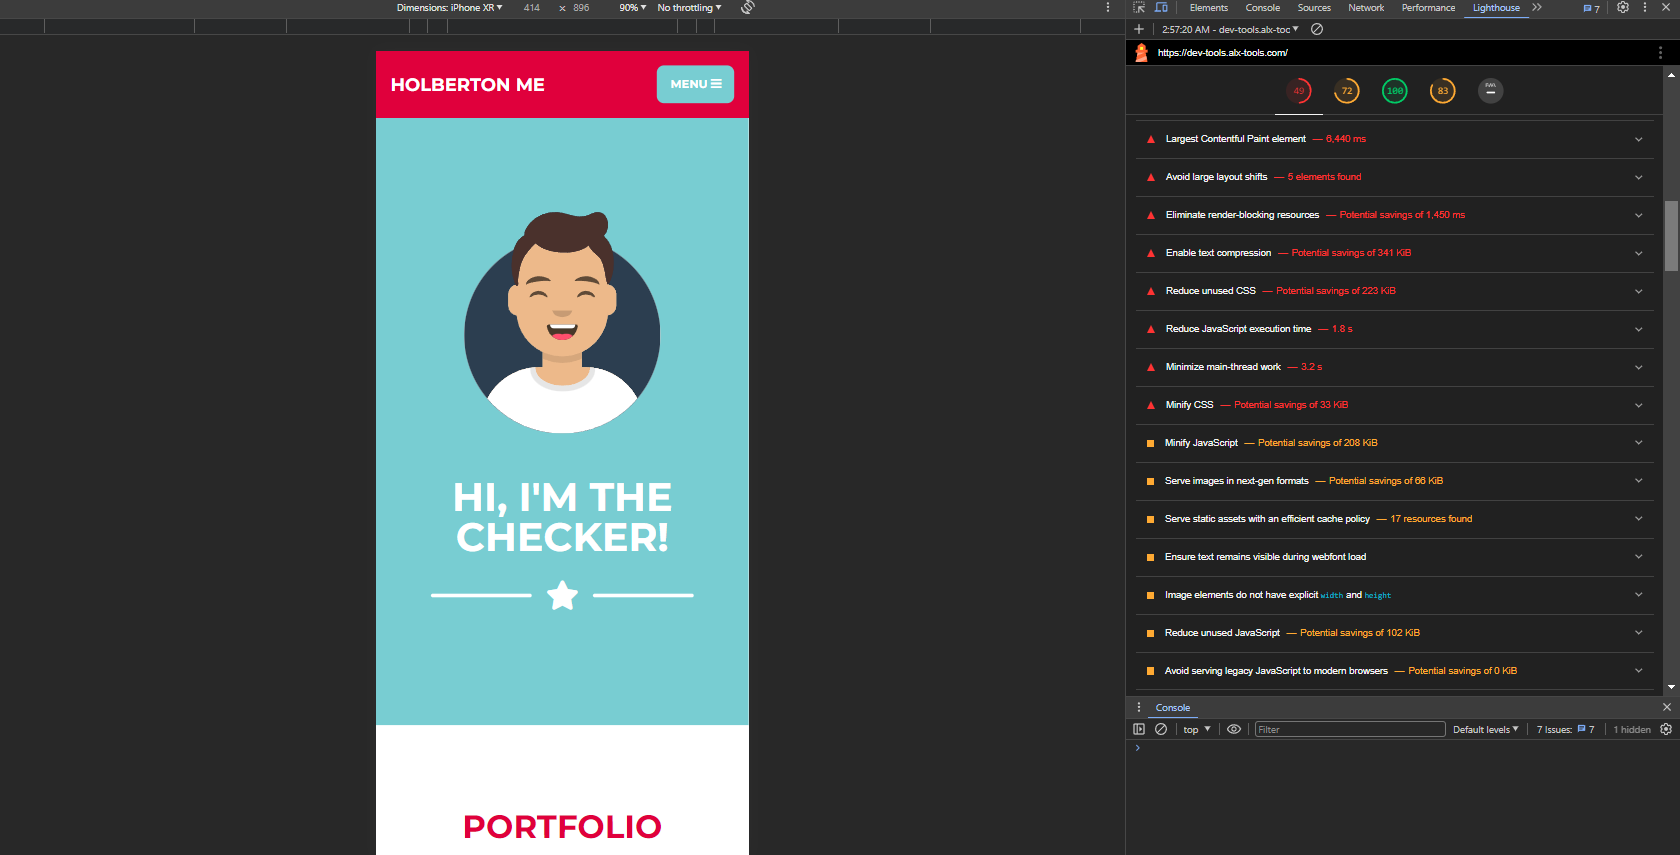 Dimensions: iPhone XR 414 x 896 90% No throttling
Elements Console Sources Network Performance Lighthouse 7
2:57:20 AM - dev-tools.alx-toc
https://dev-tools.alx-tools.com/
49 72 100 83 PWA
HOLBERTON ME
MENU
HI, I'M THE
CHECKER!
PORTFOLIO
Largest Contentful Paint element — 6,440 ms
Avoid large layout shifts — 5 elements found
Eliminate render-blocking resources — Potential savings of 1,450 ms
Enable text compression — Potential savings of 341 KiB
Reduce unused CSS — Potential savings of 223 KiB
Reduce JavaScript execution time — 1.8 s
Minimize main-thread work — 3.2 s
Minify CSS — Potential savings of 33 KiB
Minify JavaScript — Potential savings of 208 KiB
Serve images in next-gen formats — Potential savings of 66 KiB
Serve static assets with an efficient cache policy — 17 resources found
Ensure text remains visible during webfont load
Image elements do not have explicit width and height
Reduce unused JavaScript — Potential savings of 102 KiB
Avoid serving legacy JavaScript to modern browsers — Potential savings of 0 KiB
Console
top Filter Default levels 7 Issues: 7 1 hidden